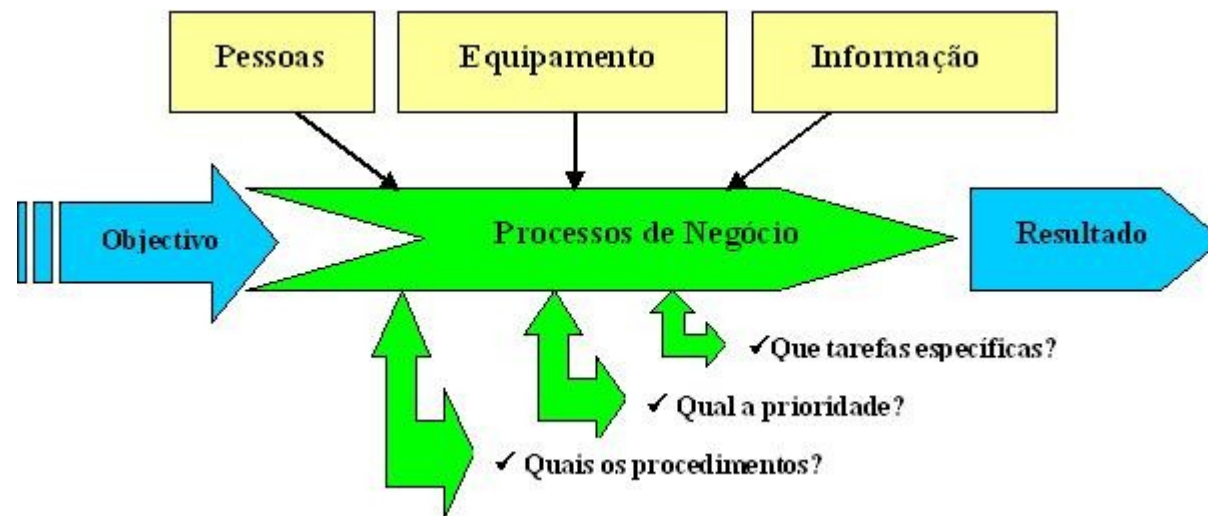 Pessoas
Equipamento
Informação
Objectivo
Processos de Negócio
Resultado
✓Que tarefas específicas?
✓ Qual a prioridade?
✓ Quais os procedimentos?